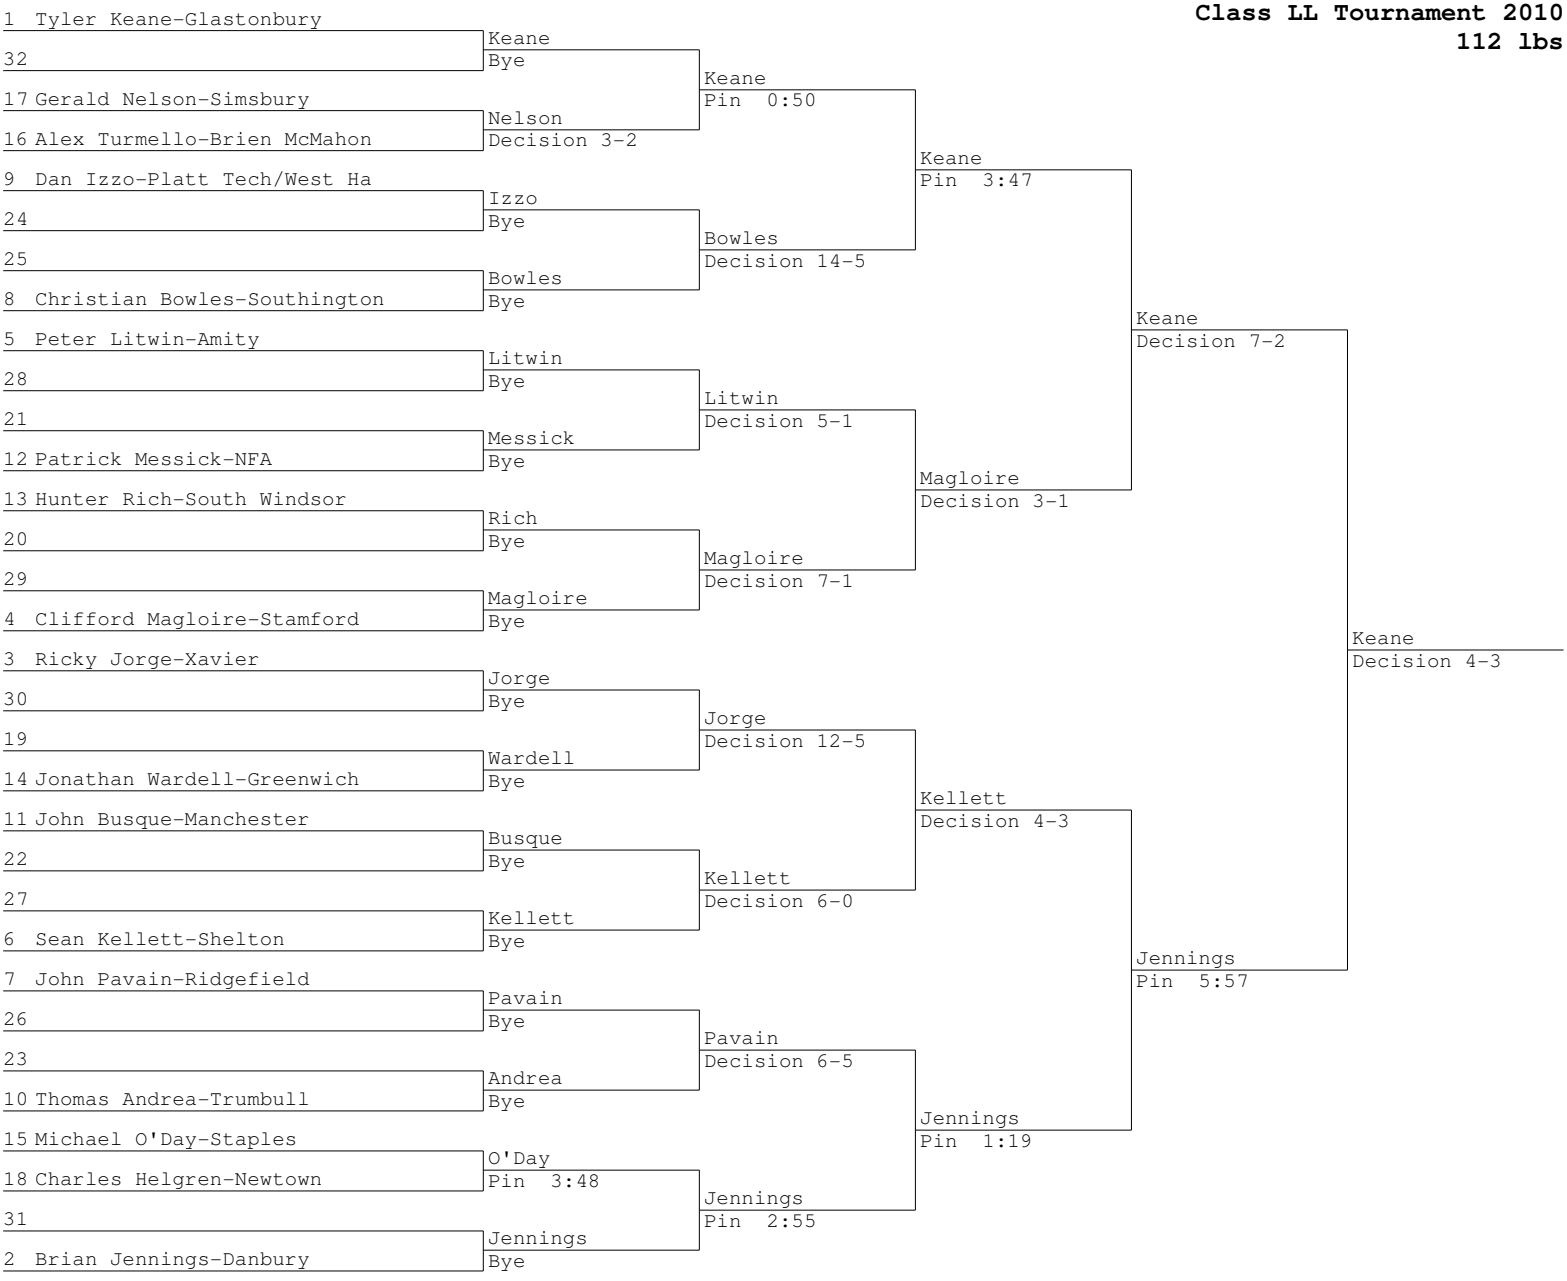 Class LL Tournament 2010
112 lbs
1 Tyler Keane-Glastonbury
32
17 Gerald Nelson-Simsbury
16 Alex Turmello-Brien McMahon
9 Dan Izzo-Platt Tech/West Ha
24
25
8 Christian Bowles-Southington
5 Peter Litwin-Amity
28
21
12 Patrick Messick-NFA
13 Hunter Rich-South Windsor
20
29
4 Clifford Magloire-Stamford
3 Ricky Jorge-Xavier
30
19
14 Jonathan Wardell-Greenwich
11 John Busque-Manchester
22
27
6 Sean Kellett-Shelton
7 John Pavain-Ridgefield
26
23
10 Thomas Andrea-Trumbull
15 Michael O'Day-Staples
18 Charles Helgren-Newtown
31
2 Brian Jennings-Danbury
Keane
Bye
Nelson
Decision 3-2
Izzo
Bye
Bowles
Bye
Litwin
Bye
Messick
Bye
Rich
Bye
Magloire
Bye
Jorge
Bye
Wardell
Bye
Busque
Bye
Kellett
Bye
Pavain
Bye
Andrea
Bye
O'Day
Pin 3:48
Jennings
Bye
Keane
Pin 0:50
Bowles
Decision 14-5
Litwin
Decision 5-1
Magloire
Decision 7-1
Jorge
Decision 12-5
Kellett
Decision 6-0
Pavain
Decision 6-5
Jennings
Pin 2:55
Keane
Pin 3:47
Magloire
Decision 3-1
Kellett
Decision 4-3
Jennings
Pin 1:19
Keane
Decision 7-2
Jennings
Pin 5:57
Keane
Decision 4-3